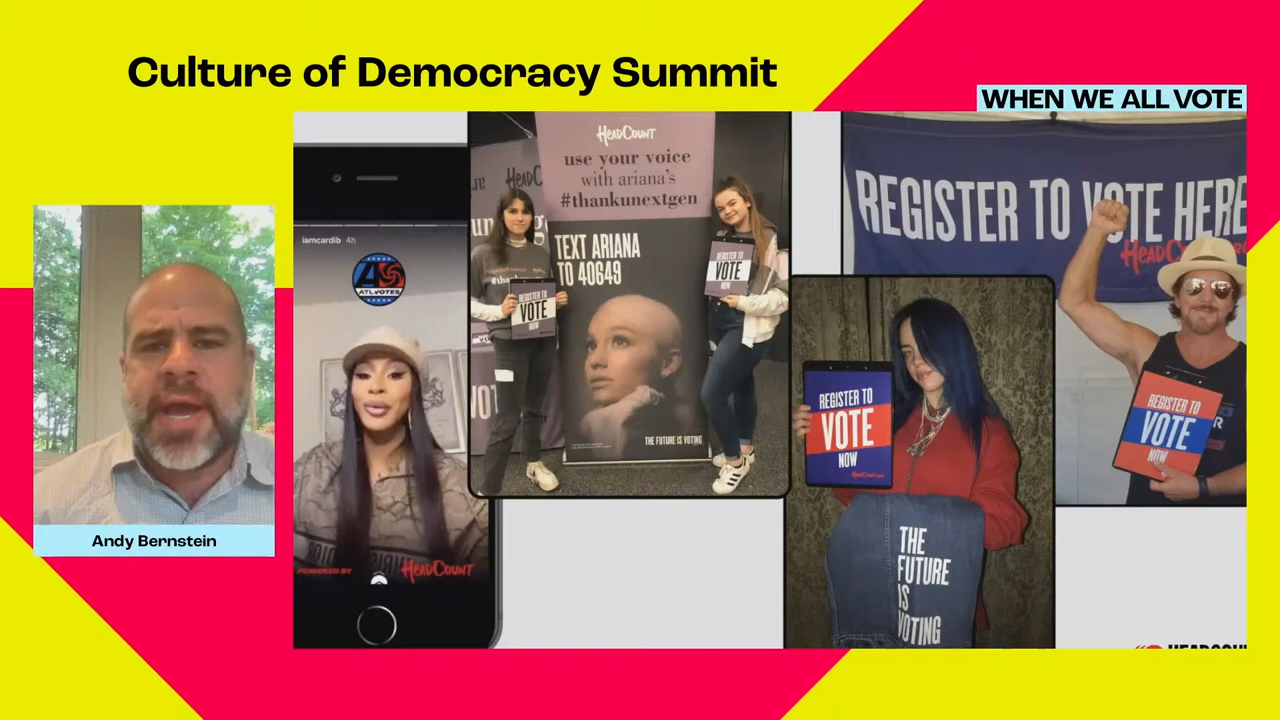 Culture of Democracy Summit
WHEN WE ALL VOTE
Andy Bernstein
iamcardib 4h
ATL VOTES
POWERED BY
HEADCOUNT
HEADCOUNT
use your voice
with ariana's
#thankunextgen
TEXT ARIANA
TO 40649
THE FUTURE IS VOTING
REGISTER TO
VOTE
NOW
REGISTER TO
VOTE
NOW
REGISTER TO VOTE HERE
REGISTER TO
VOTE
NOW
HEADCOUNT
THE
FUTURE
IS
VOTING
REGISTER TO
VOTE
NOW